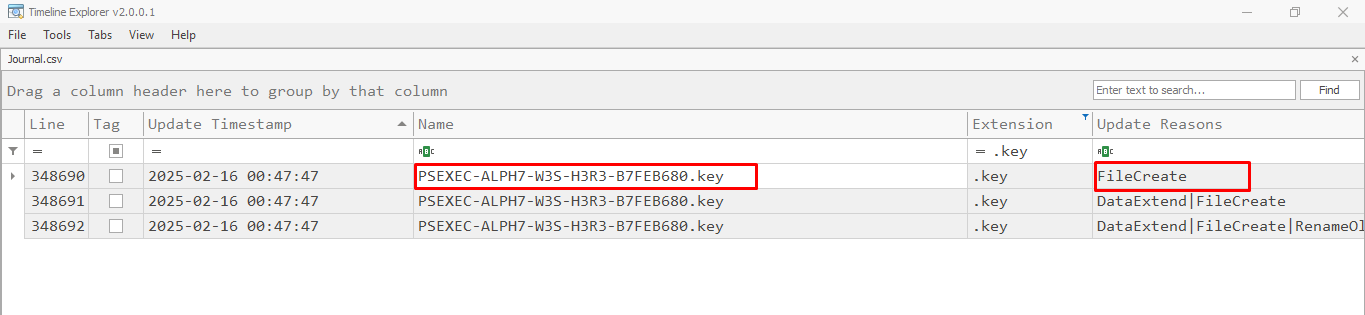 Timeline Explorer v2.0.0.1
File Tools Tabs View Help
Journal.csv
Drag a column header here to group by that column
Enter text to search... Find
Line Tag Update Timestamp Name Extension Update Reasons
= = ABC = .key ABC
348690 2025-02-16 00:47:47 PSEXEC-ALPH7-W3S-H3R3-B7FEB680.key .key FileCreate
348691 2025-02-16 00:47:47 PSEXEC-ALPH7-W3S-H3R3-B7FEB680.key .key DataExtend|FileCreate
348692 2025-02-16 00:47:47 PSEXEC-ALPH7-W3S-H3R3-B7FEB680.key .key DataExtend|FileCreate|RenameOl